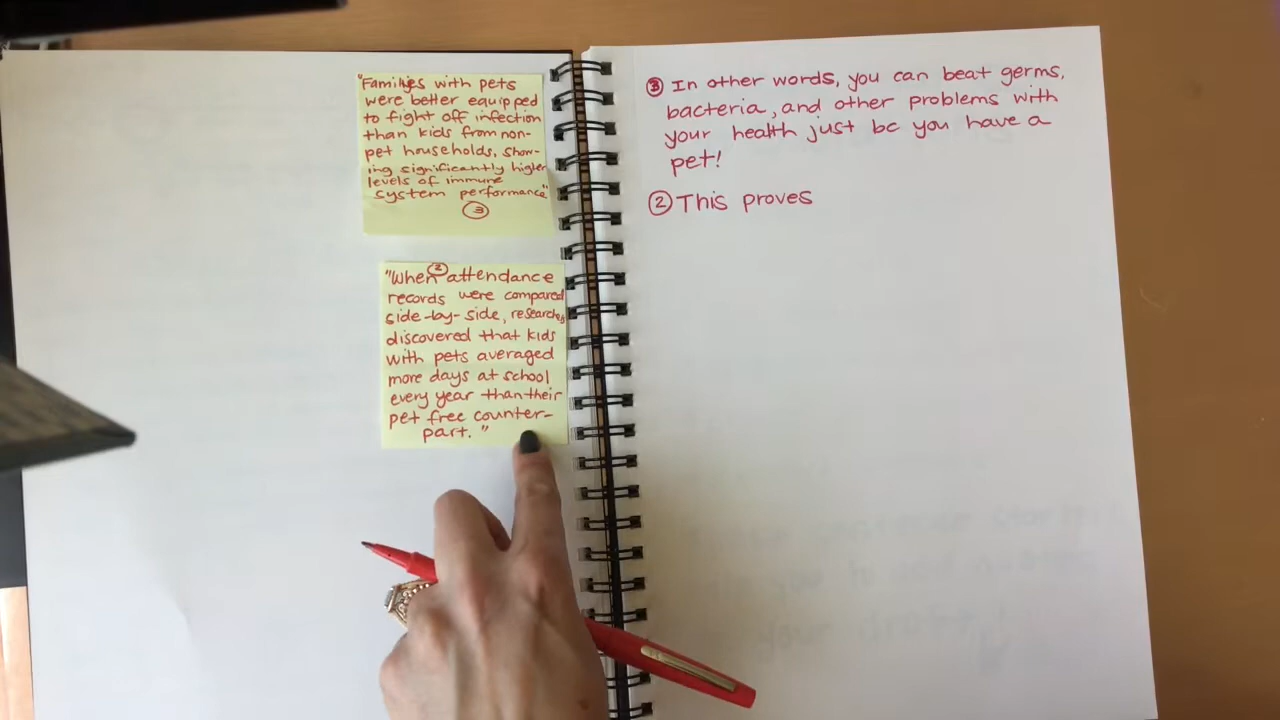 "Families with pets
were better equipped
to fight off infection
than kids from non-
pet households, show-
ing significantly higher
levels of immune
system performance"
3
"When attendance
2
records were compared
side-by-side, researchers
discovered that kids
with pets averaged
more days at school
every year than their
pet free counter-
part."
3 In other words, you can beat germs,
bacteria, and other problems with
your health just bc you have a
pet!
2 This proves